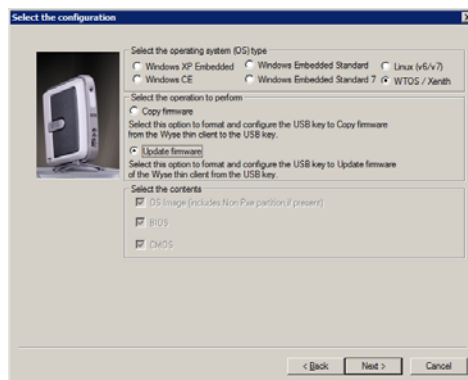 Select the configuration
Select the operating system (OS) type
Windows XP Embedded Windows Embedded Standard Linux (v6/v7)
Windows CE Windows Embedded Standard 7 WTOS / Xenith
Select the operation to perform
Copy firmware
Select this option to format and configure the USB key to Copy firmware
from the Wyse thin client to the USB key.
Update firmware
Select this option to format and configure the USB key to Update firmware
of the Wyse thin client from the USB key.
Select the contents
OS Image (includes Non Pxe partition,if present)
BIOS
CMOS
< Back Next > Cancel